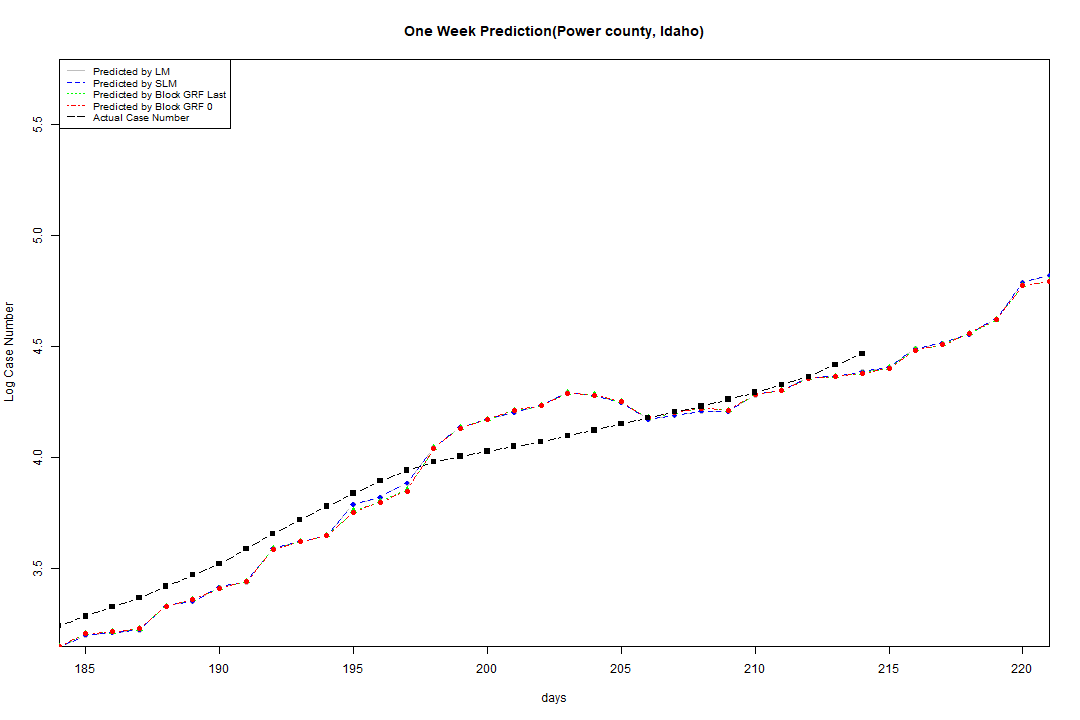 One Week Prediction(Power county, Idaho)
Predicted by LM
Predicted by SLM
Predicted by Block GRF Last
Predicted by Block GRF 0
Actual Case Number
5.5
5.0
4.5
4.0
3.5
Log Case Number
185 190 195 200 205 210 215 220
days